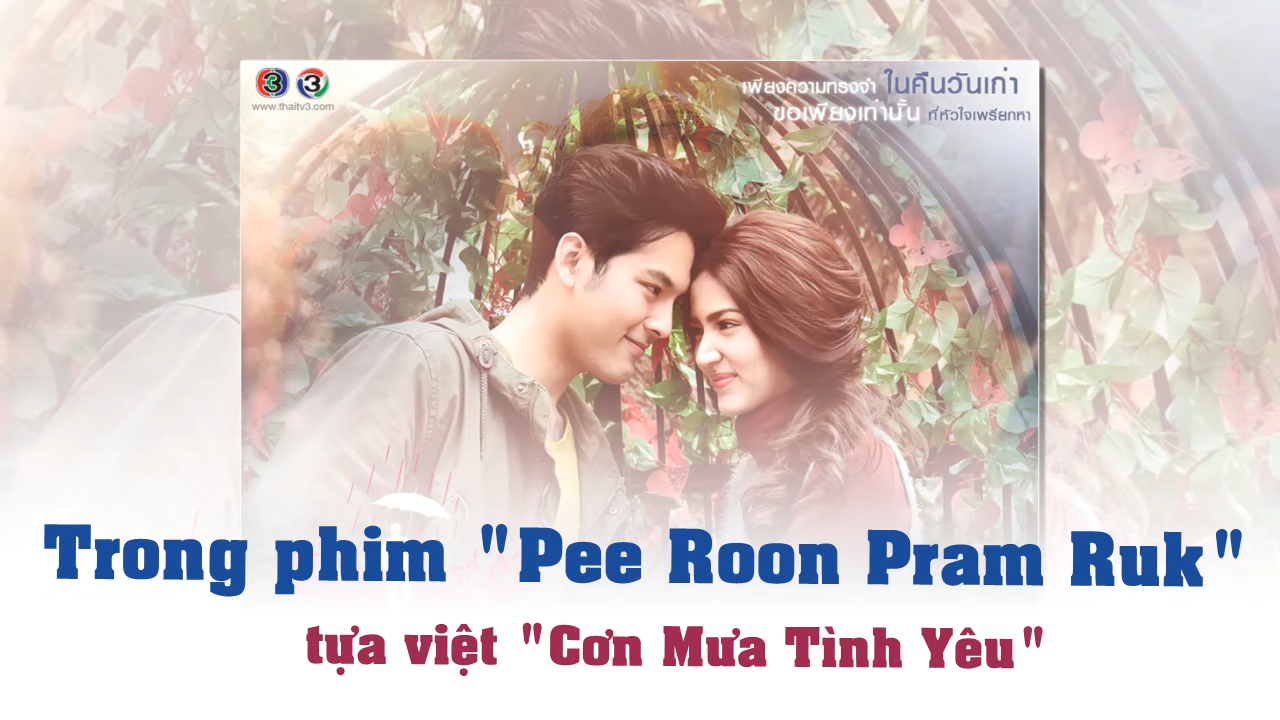 3 3
www.thaitv3.com
เพียงความทรงจำ ในคืนวันเก่า
ขอเพียงเท่านั้น ที่หัวใจเพรียกหา
Trong phim "Pee Roon Pram Ruk"
tựa việt "Cơn Mưa Tình Yêu"